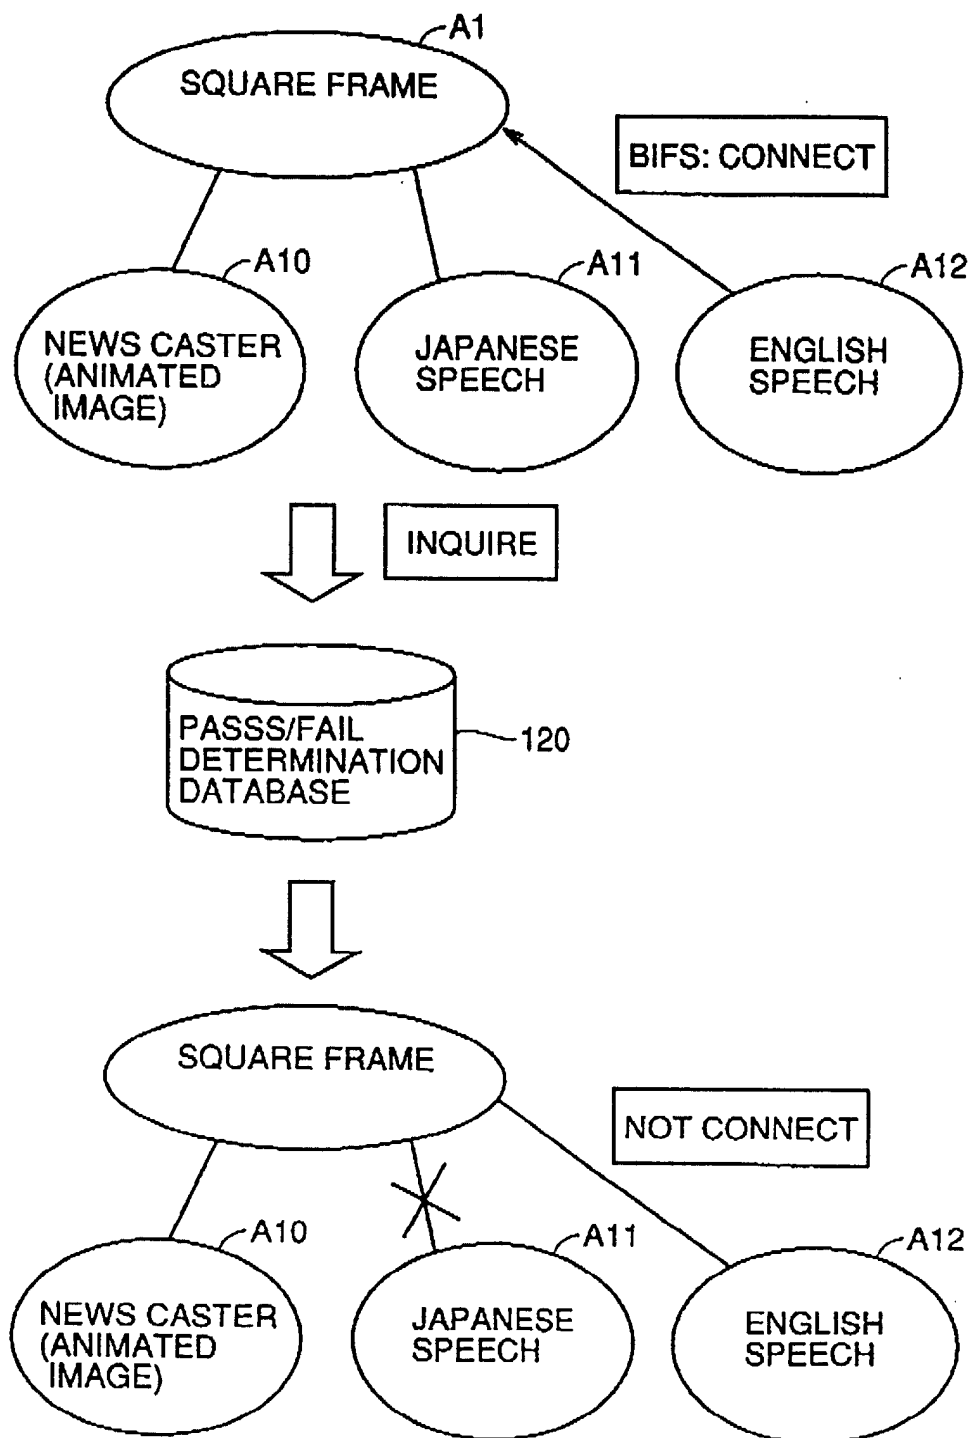 A1
SQUARE FRAME
BIFS: CONNECT
A10
A11
A12
NEWS CASTER
(ANIMATED
IMAGE)
JAPANESE
SPEECH
ENGLISH
SPEECH
INQUIRE
PASSS/FAIL
DETERMINATION
DATABASE
120
SQUARE FRAME
NOT CONNECT
A10
A11
A12
NEWS CASTER
(ANIMATED
IMAGE)
JAPANESE
SPEECH
ENGLISH
SPEECH